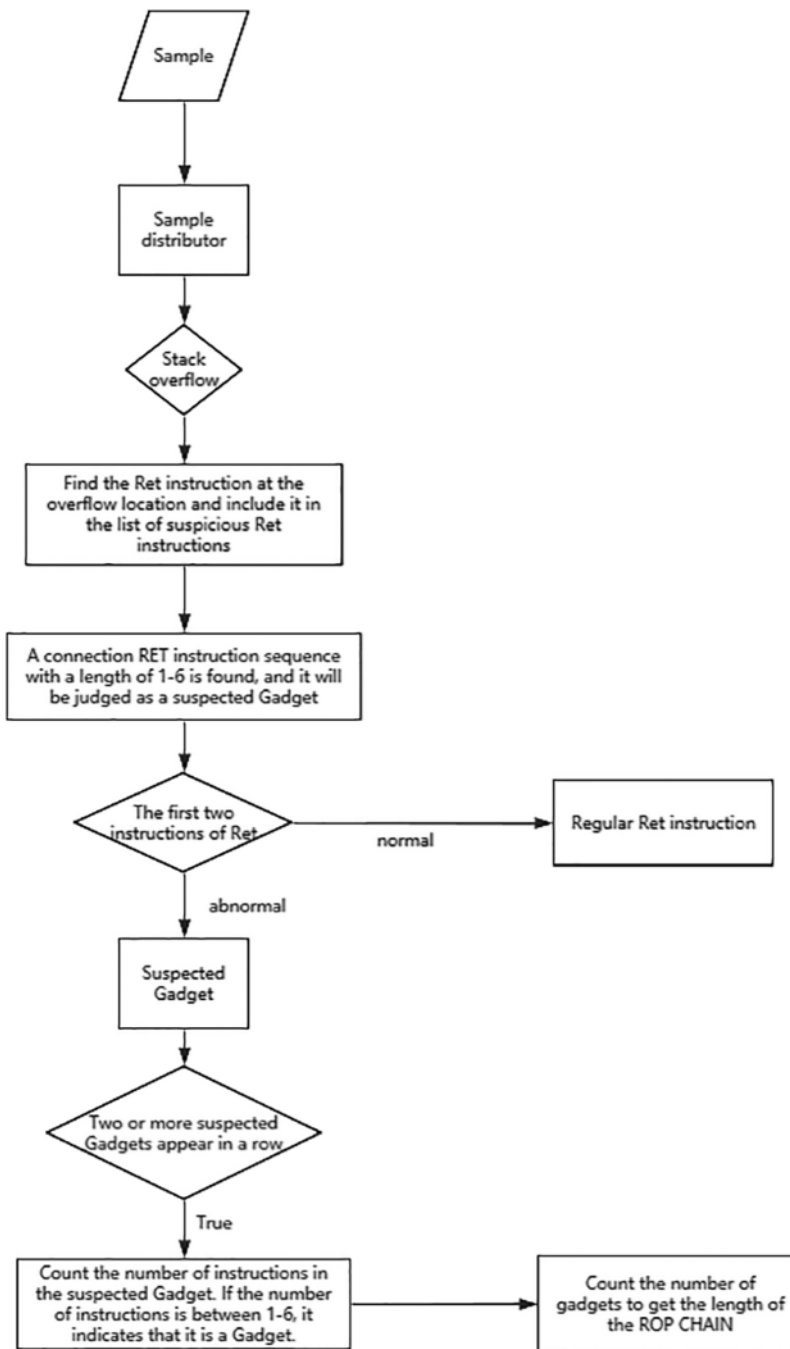 Sample
Sample
distributor
Stack
overflow
Find the Ret instruction at the
overflow location and include it in
the list of suspicious Ret
instructions
A connection RET instruction sequence
with a length of 1-6 is found, and it will
be judged as a suspected Gadget
The first two
instructions of Ret
normal
Regular Ret instruction
abnormal
Suspected
Gadget
Two or more suspected
Gadgets appear in a row
True
Count the number of instructions in
the suspected Gadget. If the number
of instructions is between 1-6, it
indicates that it is a Gadget.
Count the number of
gadgets to get the length of
the ROP CHAIN